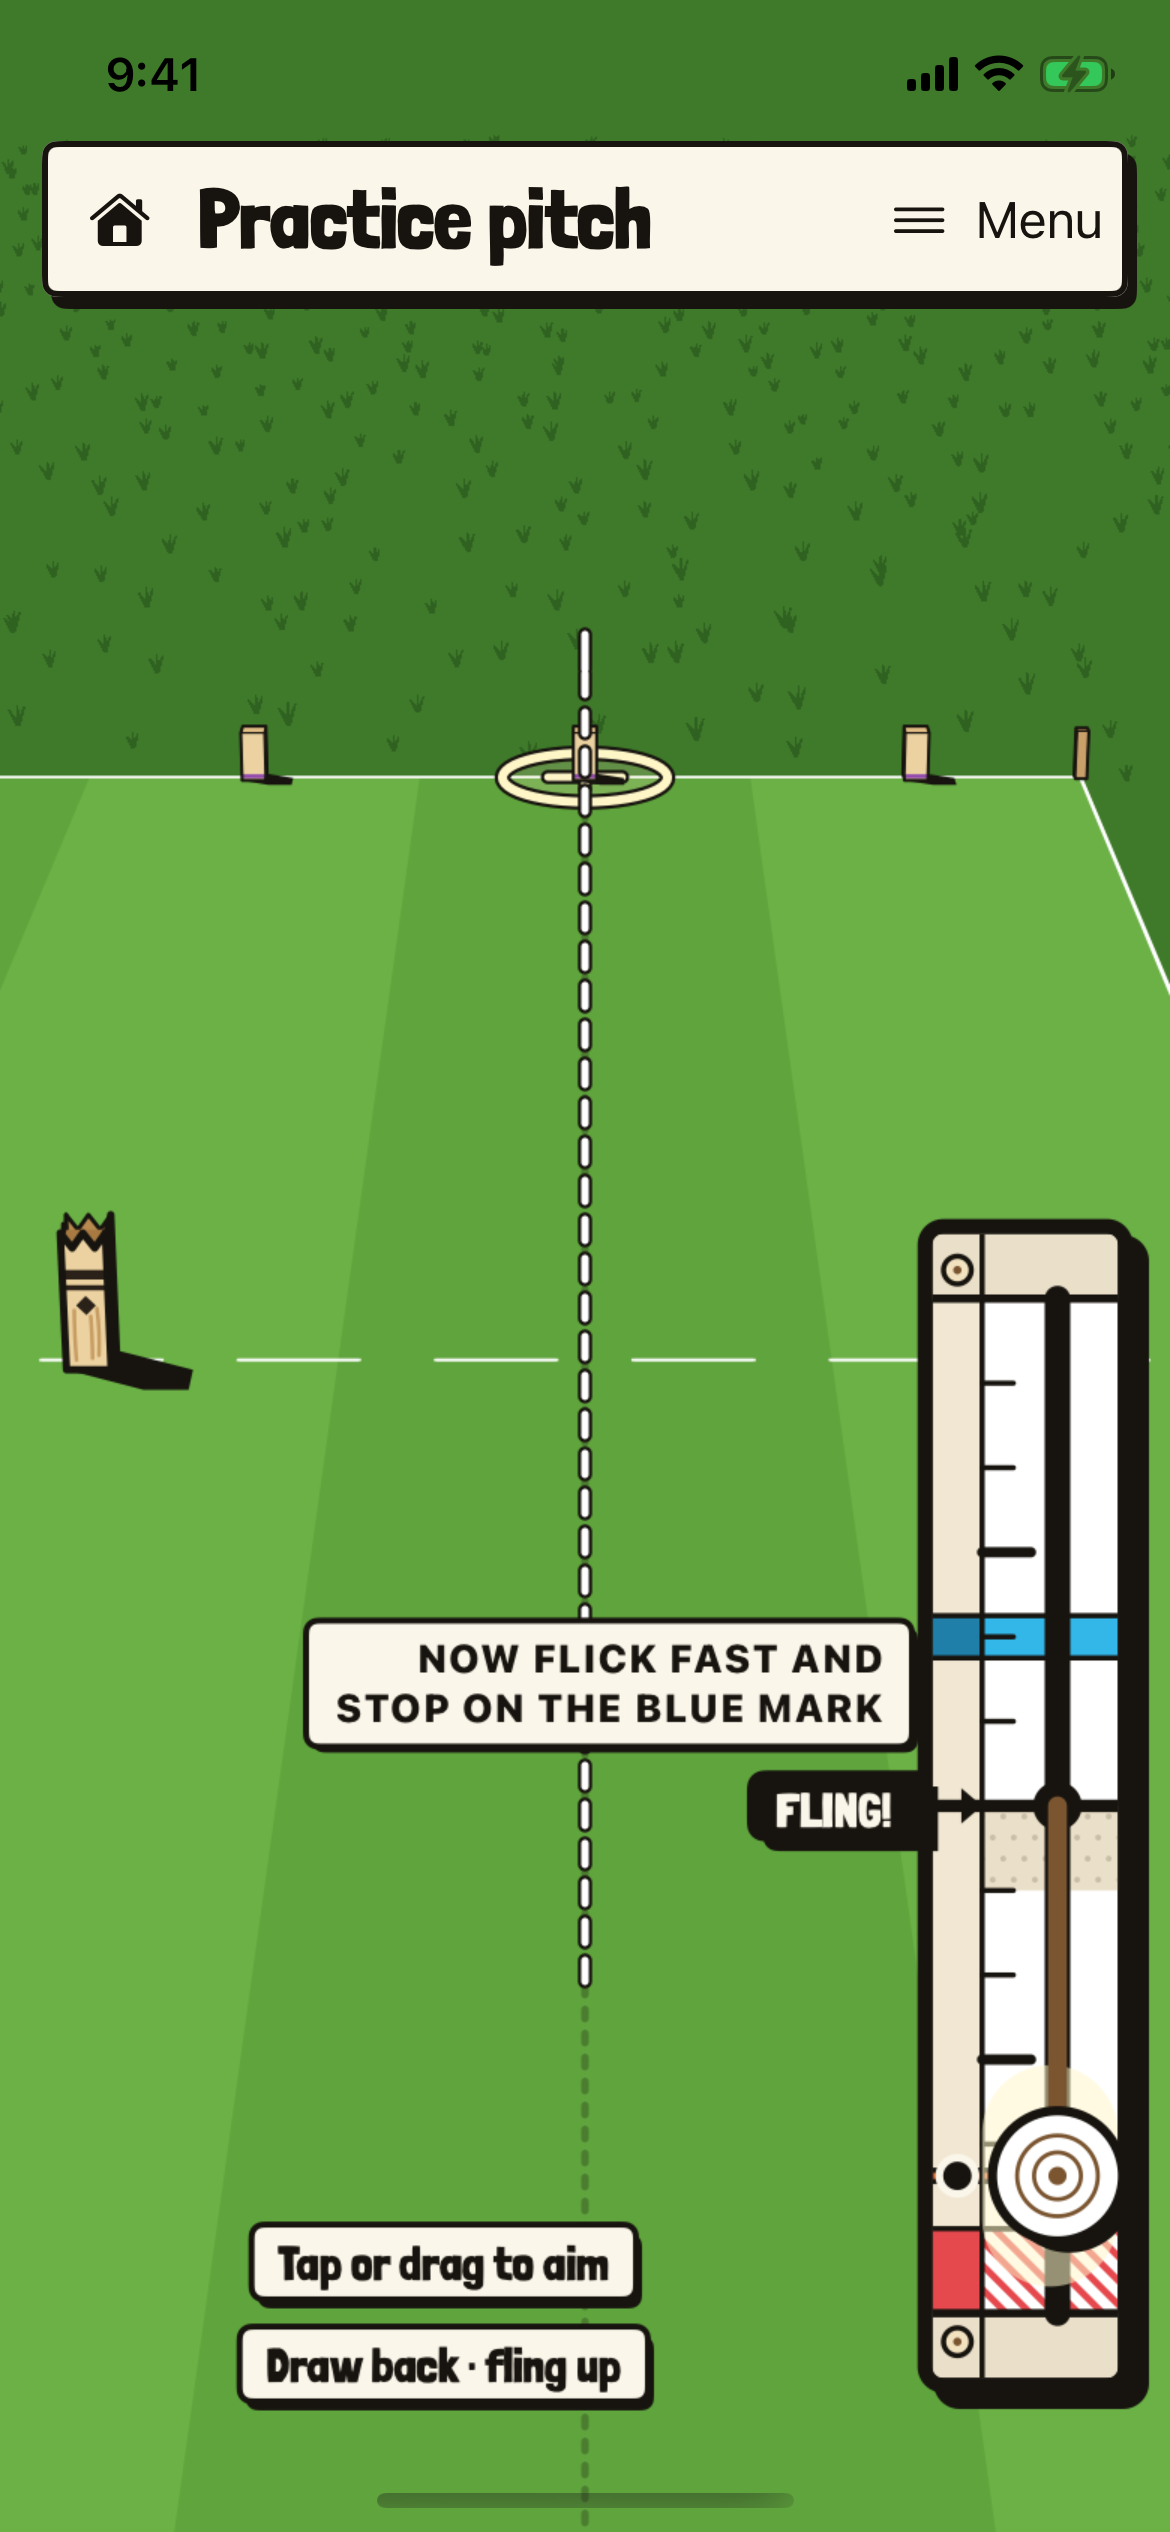 9:41
Practice pitch
Menu
NOW FLICK FAST AND
STOP ON THE BLUE MARK
FLING!
Tap or drag to aim
Draw back · fling up